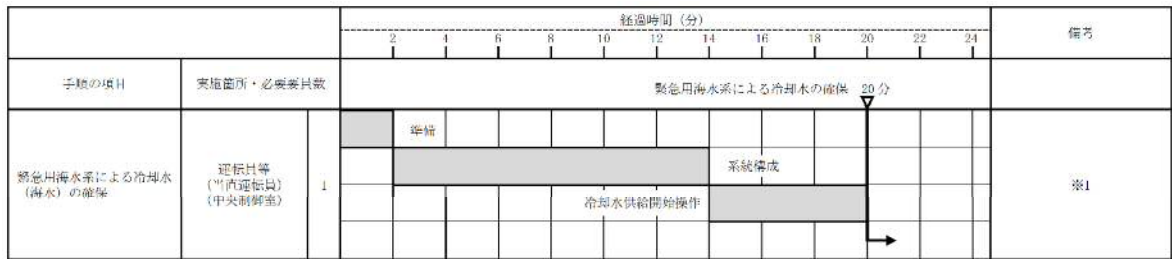 経過時間（分）
備考
2 4 6 8 10 12 14 16 18 20 22 24
手順の項目
実施箇所・必要要員数
緊急用海水系による冷却水の確保 20分
準備
緊急用海水系による冷却水
（海水）の確保
運転員等
（当直運転員）
（中央制御室）
1
系統構成
※1
冷却水供給開始操作